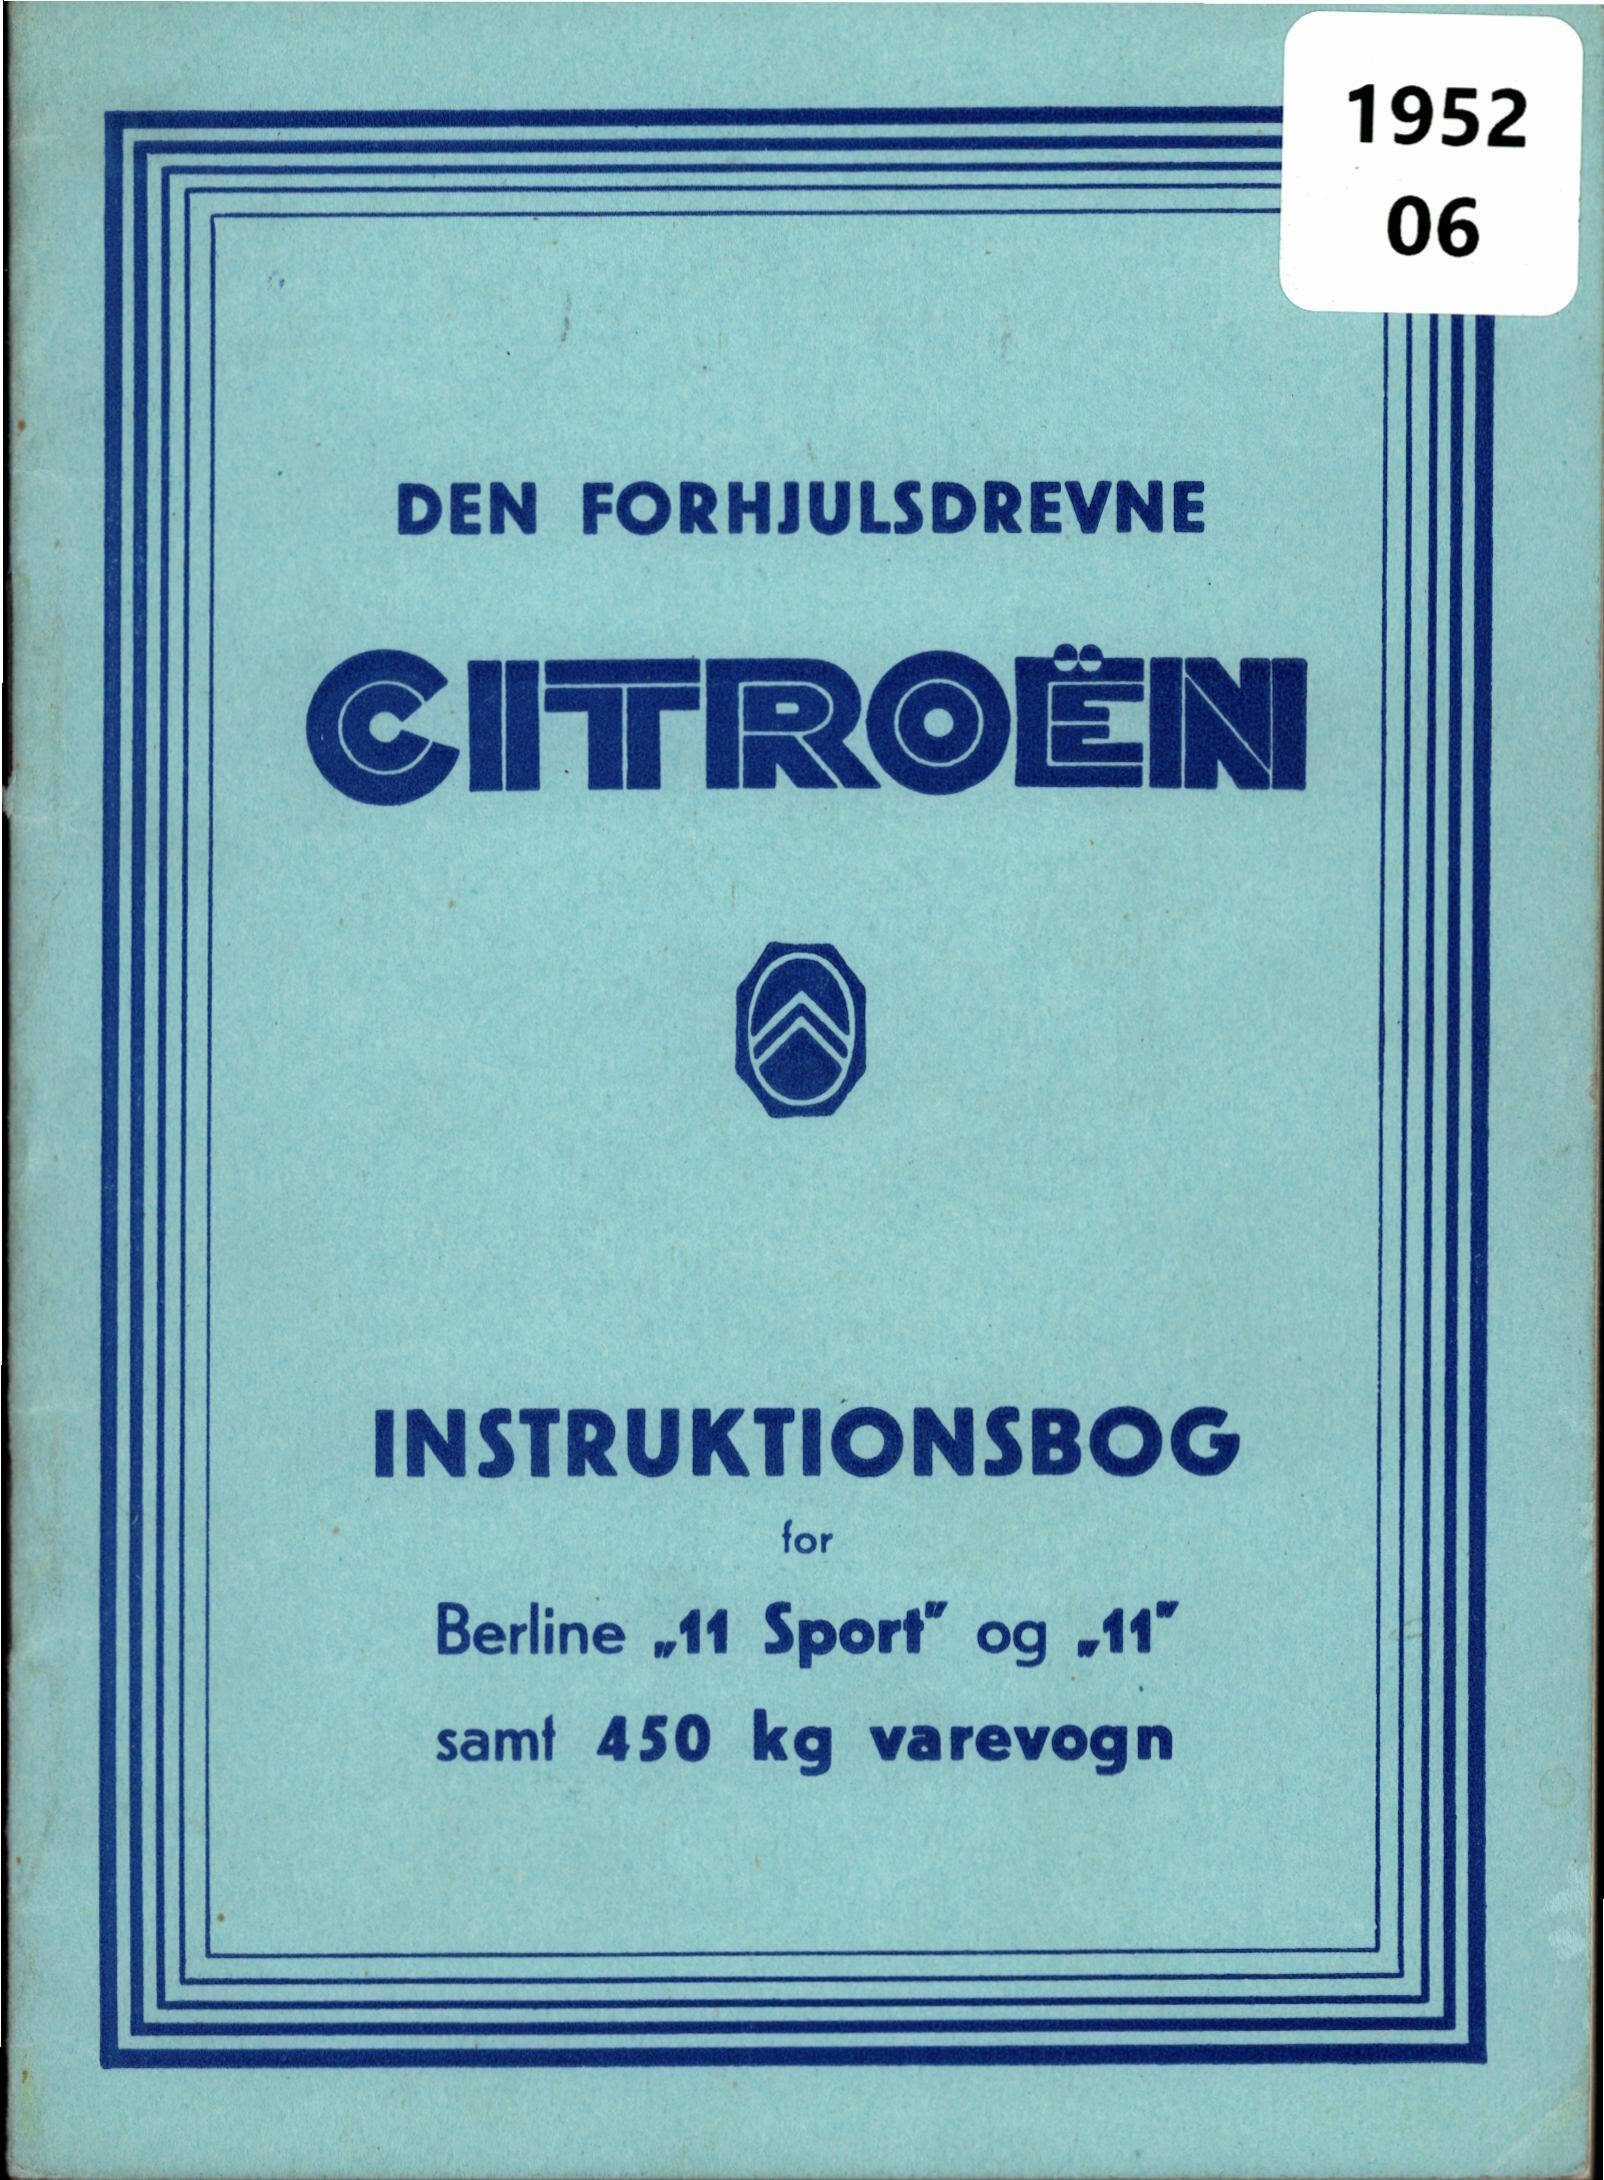 1952
06
DEN FORHJULSDREVNE
CITROËN
INSTRUKTIONSBOG
for
Berline „11 Sport" og „11"
samt 450 kg varevogn